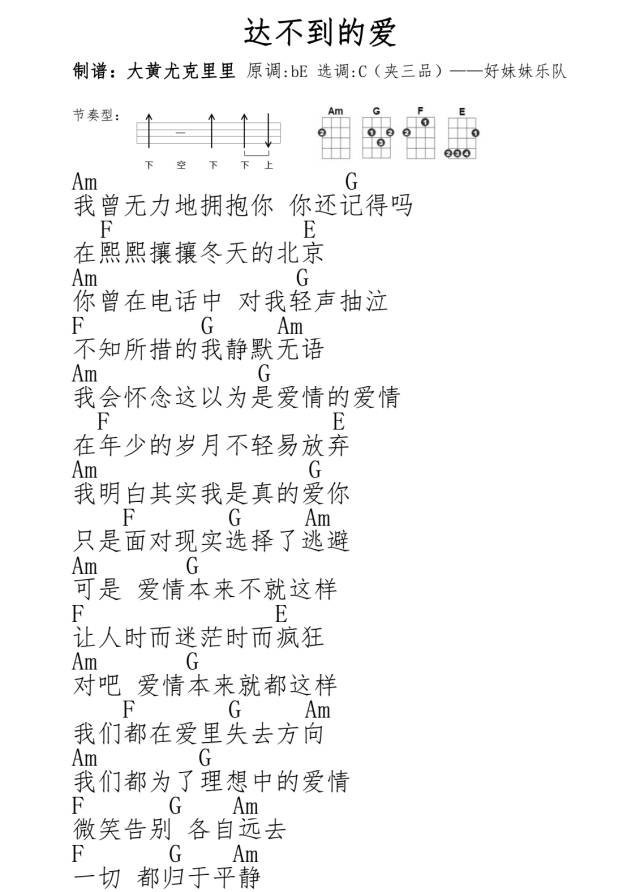 达不到的爱
制谱：大黄尤克里里 原调:bE 选调:C（夹三品）——好妹妹乐队
节奏型： Am G F E
下 空 下 下 上
Am G
我曾无力地拥抱你 你还记得吗
F E
在熙熙攘攘冬天的北京
Am G
你曾在电话中 对我轻声抽泣
F G Am
不知所措的我静默无语
Am G
我会怀念这以为是爱情的爱情
F E
在年少的岁月不轻易放弃
Am G
我明白其实我是真的爱你
F G Am
只是面对现实选择了逃避
Am G
可是 爱情本来不就这样
F E
让人时而迷茫时而疯狂
Am G
对吧 爱情本来就都这样
F G Am
我们都在爱里失去方向
Am G
我们都为了理想中的爱情
F G Am
微笑告别 各自远去
F G Am
一切 都归于平静